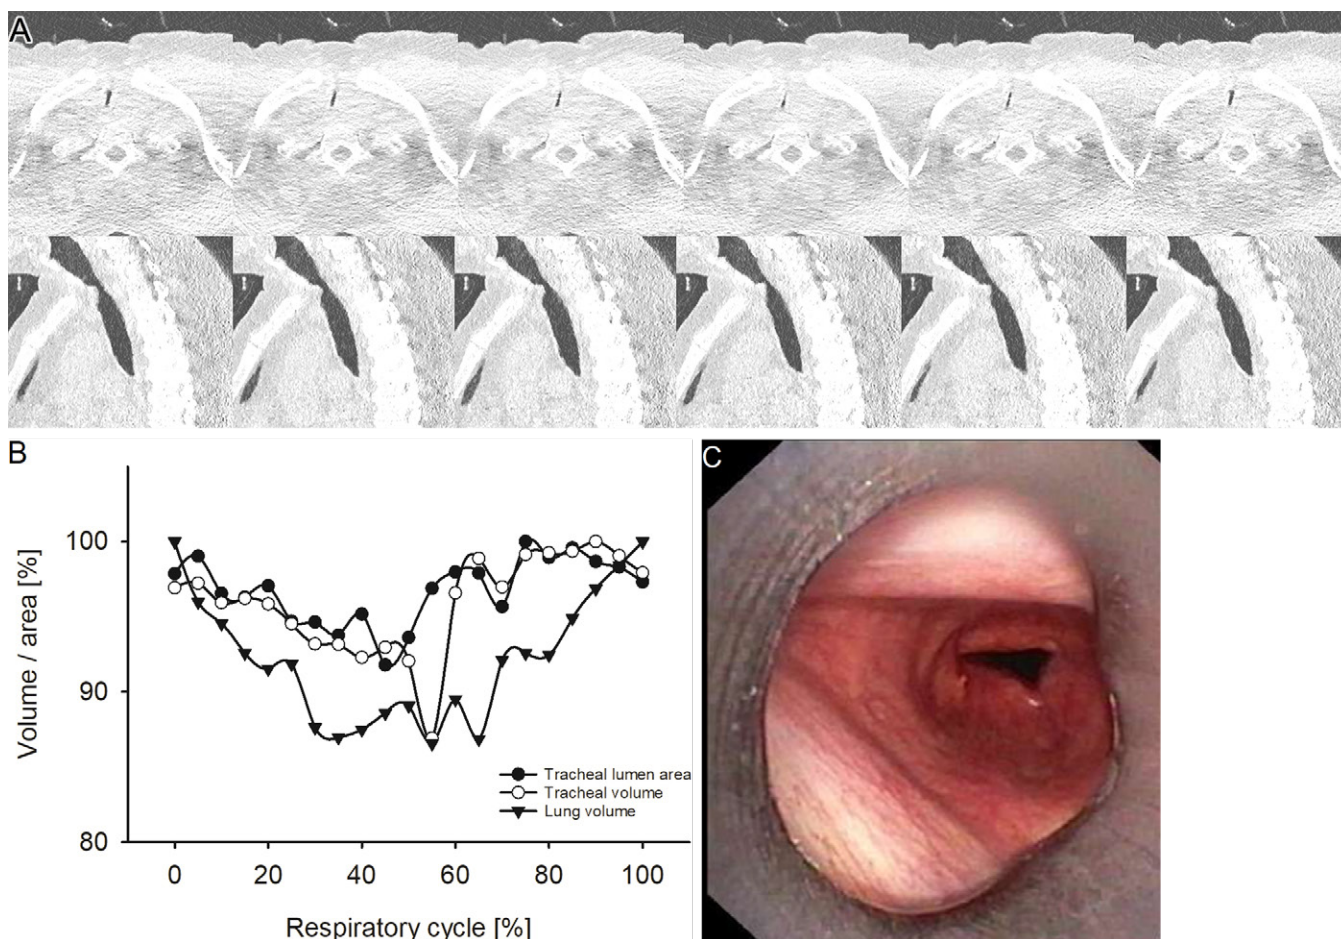 A
B
Volume / area [%]
100
90
80
Tracheal lumen area
Tracheal volume
Lung volume
0
20
40
60
80
100
Respiratory cycle [%]
C